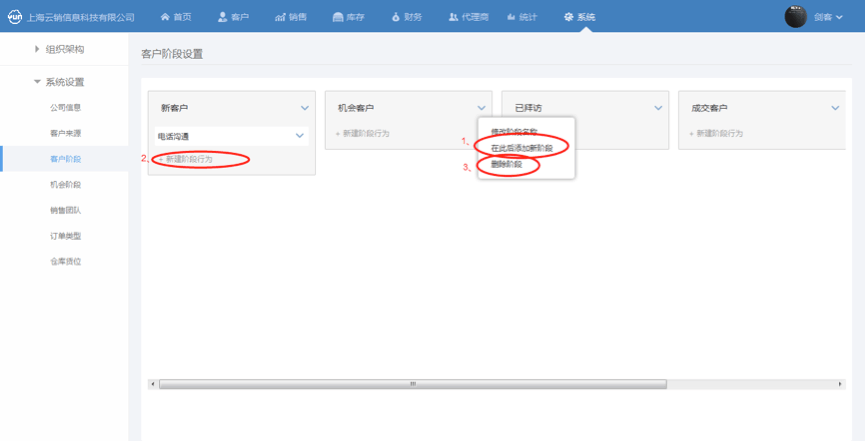 yun 上海云销信息科技有限公司 首页 客户 销售 库存 财务 代理商 统计 系统 剑客
组织架构
系统设置
公司信息
客户来源
客户阶段
机会阶段
销售团队
订单类型
仓库货位
客户阶段设置
新客户 机会客户 已拜访 成交客户
电话沟通
+ 新建阶段行为
+ 新建阶段行为
+ 新建阶段行为
修改阶段名称
1、 在此后添加新阶段
2、
3、 删除阶段